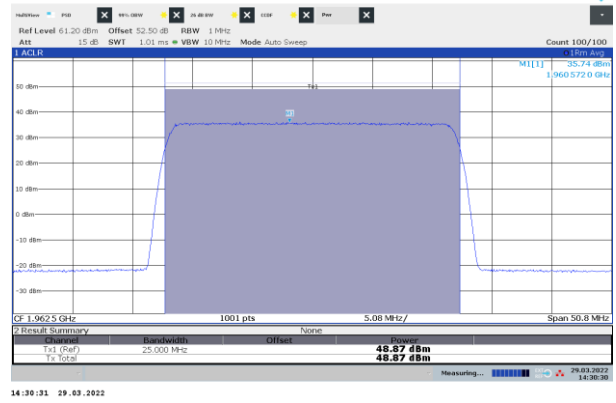 MultiView PSD 99% OBW 26 dB BW CCDF Pwr
Ref Level 61.20 dBm Offset 52.50 dB RBW 1 MHz
Att 15 dB SWT 1.01 ms VBW 10 MHz Mode Auto Sweep Count 100/100
1 ACLR 1Rm Avg
M1[1] 35.74 dBm
1.960 572 0 GHz
50 dBm
Tx1
40 dBm
M1
30 dBm
20 dBm
10 dBm
0 dBm
-10 dBm
-20 dBm
-30 dBm
CF 1.9625 GHz 1001 pts 5.08 MHz/ Span 50.8 MHz
2 Result Summary None
Channel Bandwidth Offset Power
Tx1 (Ref) 25.000 MHz 48.87 dBm
Tx Total 48.87 dBm
Measuring... 29.03.2022
14:30:30
14:30:31 29.03.2022